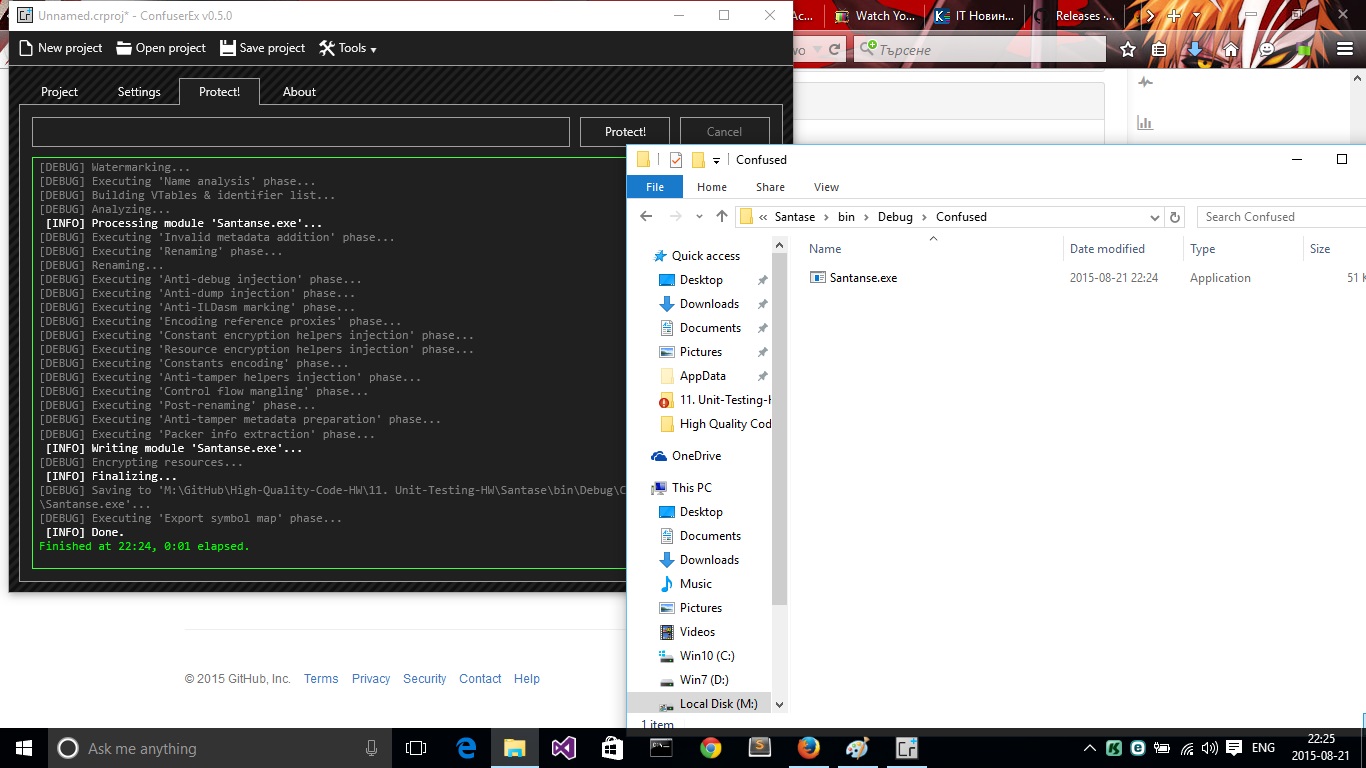 Unnamed.crproj* - ConfuserEx v0.5.0
New project
Open project
Save project
Tools
Project
Settings
Protect!
About
Protect!
Cancel
[DEBUG] Watermarking...
[DEBUG] Executing 'Name analysis' phase...
[DEBUG] Building VTables & identifier list...
[DEBUG] Analyzing...
[INFO] Processing module 'Santanse.exe'...
[DEBUG] Executing 'Invalid metadata addition' phase...
[DEBUG] Executing 'Renaming' phase...
[DEBUG] Renaming...
[DEBUG] Executing 'Anti-debug injection' phase...
[DEBUG] Executing 'Anti-dump injection' phase...
[DEBUG] Executing 'Anti-ILDasm marking' phase...
[DEBUG] Executing 'Encoding reference proxies' phase...
[DEBUG] Executing 'Constant encryption helpers injection' phase...
[DEBUG] Executing 'Resource encryption helpers injection' phase...
[DEBUG] Executing 'Constants encoding' phase...
[DEBUG] Executing 'Anti-tamper helpers injection' phase...
[DEBUG] Executing 'Control flow mangling' phase...
[DEBUG] Executing 'Post-renaming' phase...
[DEBUG] Executing 'Anti-tamper metadata preparation' phase...
[DEBUG] Executing 'Packer info extraction' phase...
[INFO] Writing module 'Santanse.exe'...
[DEBUG] Encrypting resources...
[INFO] Finalizing...
[DEBUG] Saving to 'M:\GitHub\High-Quality-Code-HW\11. Unit-Testing-HW\Santase\bin\Debug\C
\Santanse.exe'...
[DEBUG] Executing 'Export symbol map' phase...
[INFO] Done.
Finished at 22:24, 0:01 elapsed.
Ac...
Watch Yo...
IT Новин...
Releases ·...
wo
Търсене
Confused
File
Home
Share
View
« Santase › bin › Debug › Confused
Search Confused
Name
Date modified
Type
Size
Santanse.exe
2015-08-21 22:24
Application
51 K
Quick access
Desktop
Downloads
Documents
Pictures
AppData
11. Unit-Testing-H
High Quality Cod
OneDrive
This PC
Desktop
Documents
Downloads
Music
Pictures
Videos
Win10 (C:)
Win7 (D:)
Local Disk (M:)
1 item
© 2015 GitHub, Inc.
Terms
Privacy
Security
Contact
Help
Ask me anything
ENG
22:25
2015-08-21